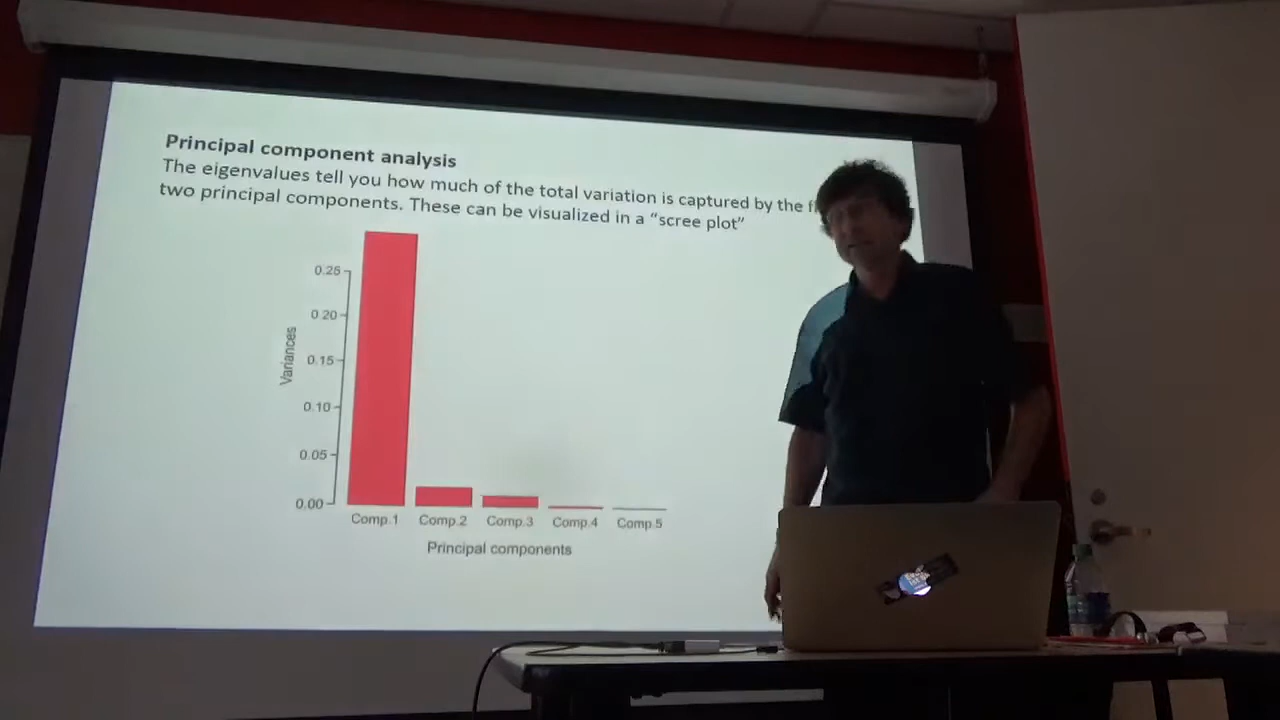 Principal component analysis
The eigenvalues tell you how much of the total variation is captured by the
two principal components. These can be visualized in a “scree plot”
0.25
0.20
0.15
0.10
0.05
0.00
Variances
Comp.1 Comp.2 Comp.3 Comp.4 Comp.5
Principal components